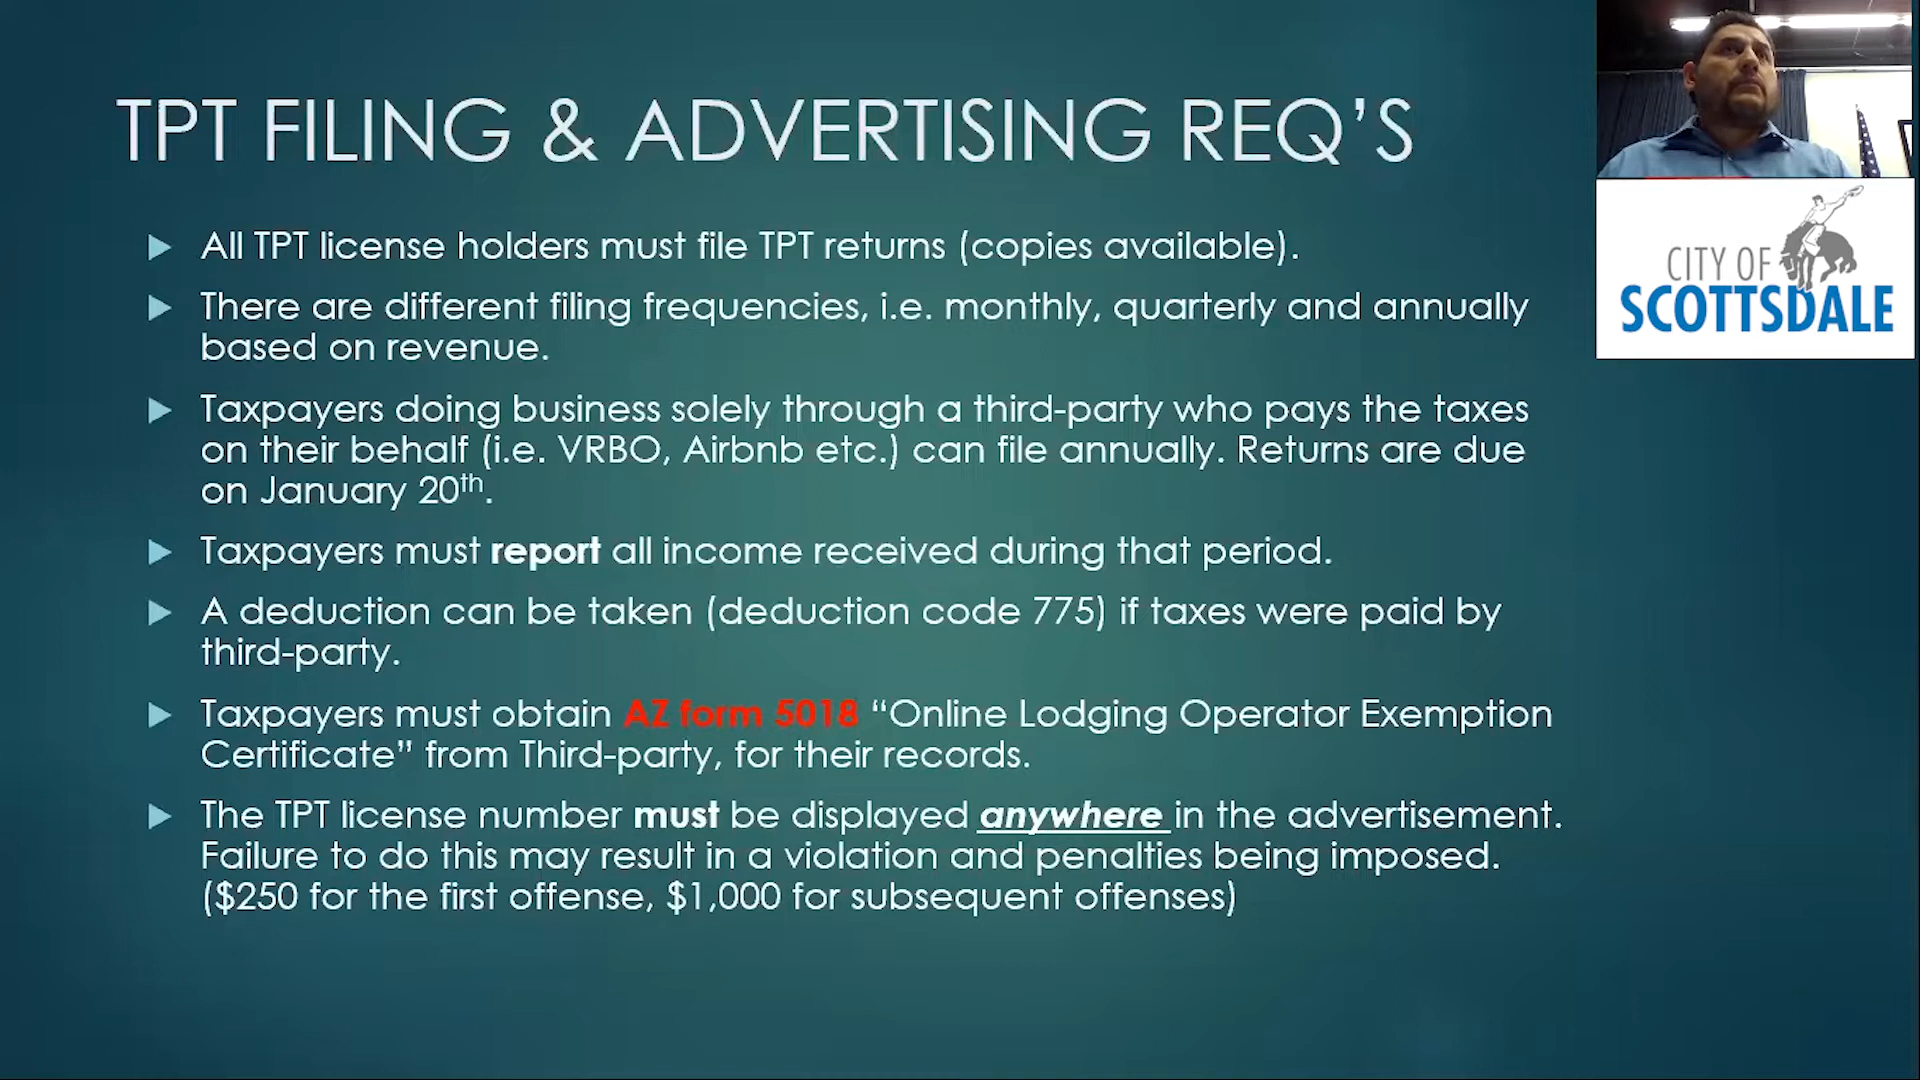 TPT FILING & ADVERTISING REQ’S
All TPT license holders must file TPT returns (copies available).
There are different filing frequencies, i.e. monthly, quarterly and annually
based on revenue.
Taxpayers doing business solely through a third-party who pays the taxes
on their behalf (i.e. VRBO, Airbnb etc.) can file annually. Returns are due
on January 20th.
Taxpayers must report all income received during that period.
A deduction can be taken (deduction code 775) if taxes were paid by
third-party.
Taxpayers must obtain AZ form 5018 “Online Lodging Operator Exemption
Certificate” from Third-party, for their records.
The TPT license number must be displayed anywhere in the advertisement.
Failure to do this may result in a violation and penalties being imposed.
($250 for the first offense, $1,000 for subsequent offenses)
CITY OF
SCOTTSDALE